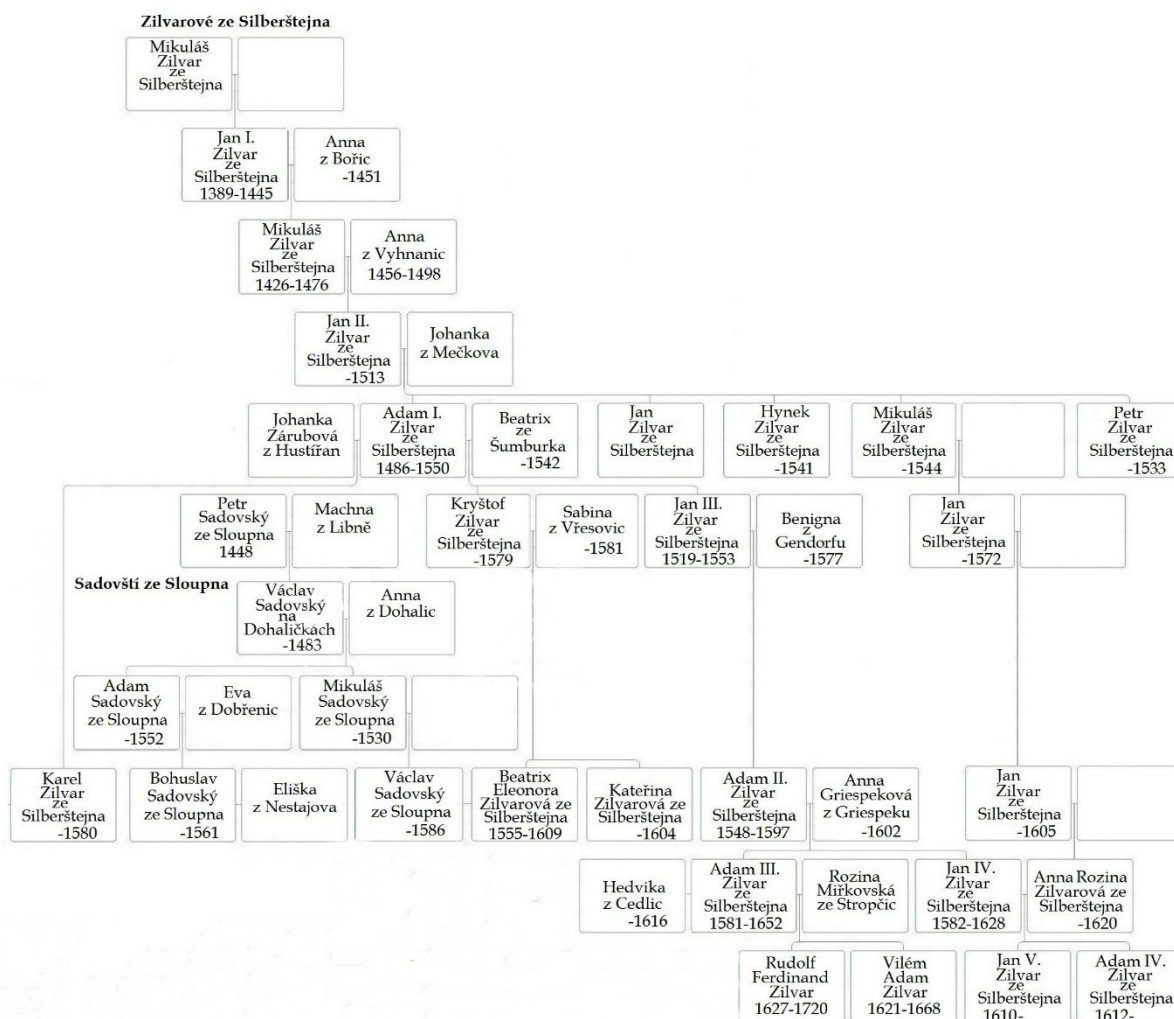 Zilvarové ze Silberštejna
Mikuláš
Zilvar
ze
Silberštejna
Jan I.
Zilvar
ze
Silberštejna
1389-1445
Anna
z Bořic
-1451
Mikuláš
Zilvar
ze
Silberštejna
1426-1476
Anna
z Vyhnanic
1456-1498
Jan II.
Zilvar
ze
Silberštejna
-1513
Johanka
z Mečkova
Johanka
Zárubová
z Hustířan
Adam I.
Zilvar
ze
Silberštejna
1486-1550
Beatrix
ze
Šumburka
-1542
Jan
Zilvar
ze
Silberštejna
Hynek
Zilvar
ze
Silberštejna
-1541
Mikuláš
Zilvar
ze
Silberštejna
-1544
Petr
Zilvar
ze
Silberštejna
-1533
Petr
Sadovský
ze Sloupna
1448
Machna
z Libně
Kryštof
Zilvar
ze
Silberštejna
-1579
Sabina
z Vřesovic
-1581
Jan III.
Zilvar
ze
Silberštejna
1519-1553
Benigna
z
Gendorfu
-1577
Jan
Zilvar
ze
Silberštejna
-1572
Sadovští ze Sloupna
Václav
Sadovský
na
Dohaličkách
-1483
Anna
z Dohalic
Adam
Sadovský
ze Sloupna
-1552
Eva
z Dobřenic
Mikuláš
Sadovský
ze Sloupna
-1530
Karel
Zilvar
ze
Silberštejna
-1580
Bohuslav
Sadovský
ze Sloupna
-1561
Eliška
z Nestajova
Václav
Sadovský
ze Sloupna
-1586
Beatrix
Eleonora
Zilvarová ze
Silberštejna
1555-1609
Kateřina
Zilvarová ze
Silberštejna
-1604
Adam II.
Zilvar
ze
Silberštejna
1548-1597
Anna
Griespeková
z Griespeku
-1602
Jan
Zilvar
ze
Silberštejna
-1605
Hedvika
z Cedlic
-1616
Adam III.
Zilvar
ze
Silberštejna
1581-1652
Rozina
Miřkovská
ze Stropčic
Jan IV.
Zilvar
ze
Silberštejna
1582-1628
Anna Rozina
Zilvarová ze
Silberštejna
-1620
Rudolf
Ferdinand
Zilvar
1627-1720
Vilém
Adam
Zilvar
1621-1668
Jan V.
Zilvar
ze
Silberštejna
1610-
Adam IV.
Zilvar
ze
Silberštejna
1612-